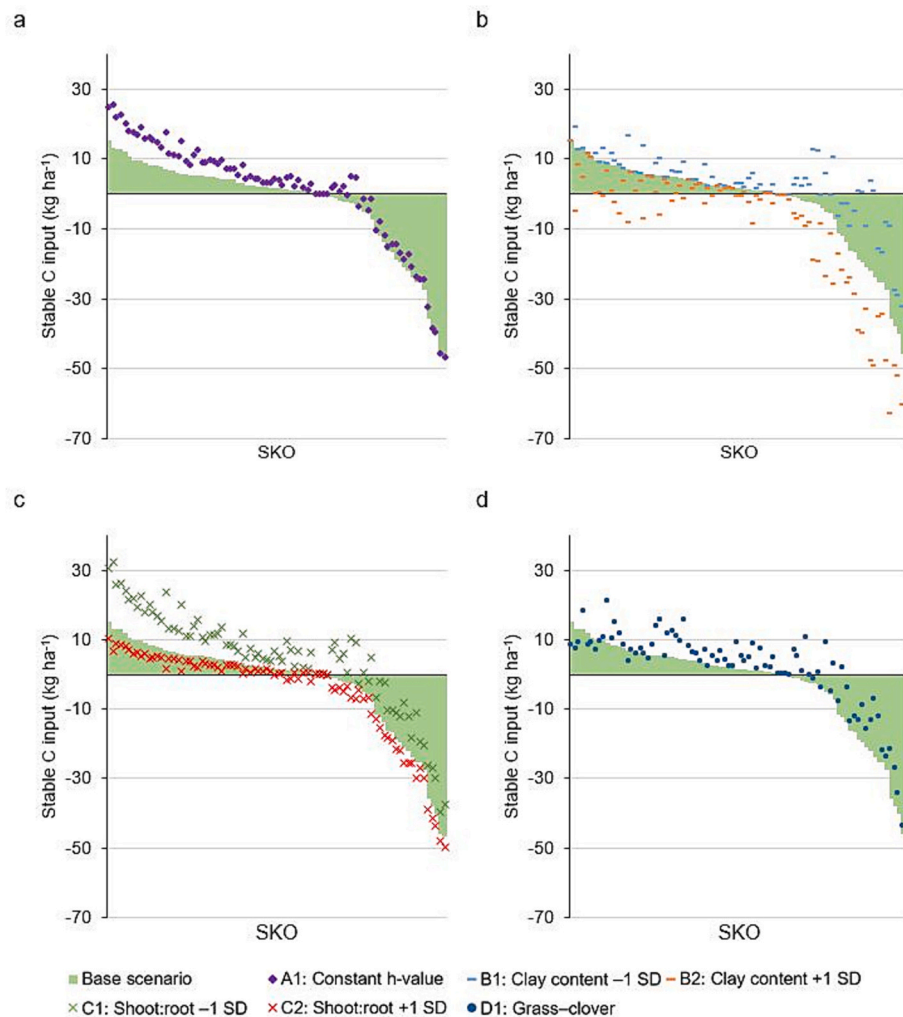 a
b
30
10
-10
-30
-50
-70
Stable C input (kg ha⁻¹)
SKO
30
10
-10
-30
-50
-70
Stable C input (kg ha⁻¹)
SKO
c
d
30
10
-10
-30
-50
-70
Stable C input (kg ha⁻¹)
SKO
30
10
-10
-30
-50
-70
Stable C input (kg ha⁻¹)
SKO
Base scenario A1: Constant h-value B1: Clay content –1 SD B2: Clay content +1 SD
C1: Shoot:root –1 SD C2: Shoot:root +1 SD D1: Grass–clover